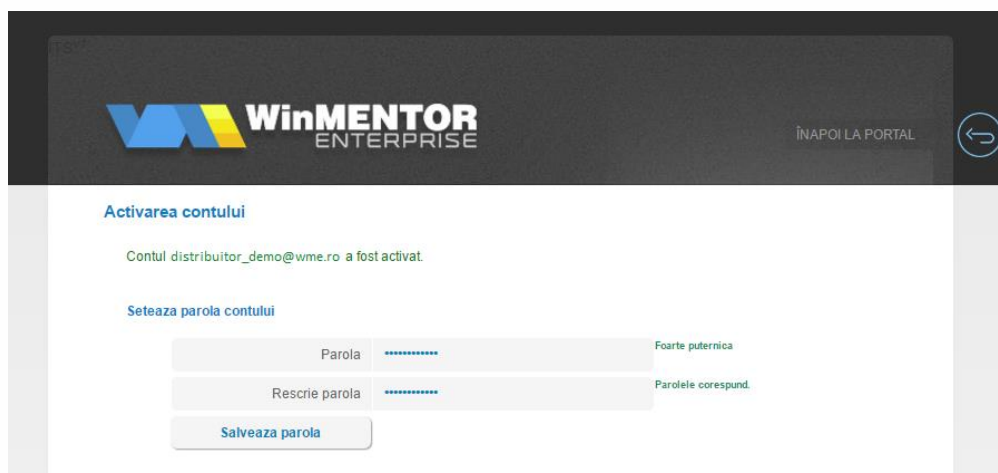 WinMENTOR
ENTERPRISE
ÎNAPOI LA PORTAL
Activarea contului
Contul distribuitor_demo@wme.ro a fost activat.
Seteaza parola contului
Parola ••••••••••••
Foarte puternica
Rescrie parola ••••••••••••
Parolele corespund.
Salveaza parola